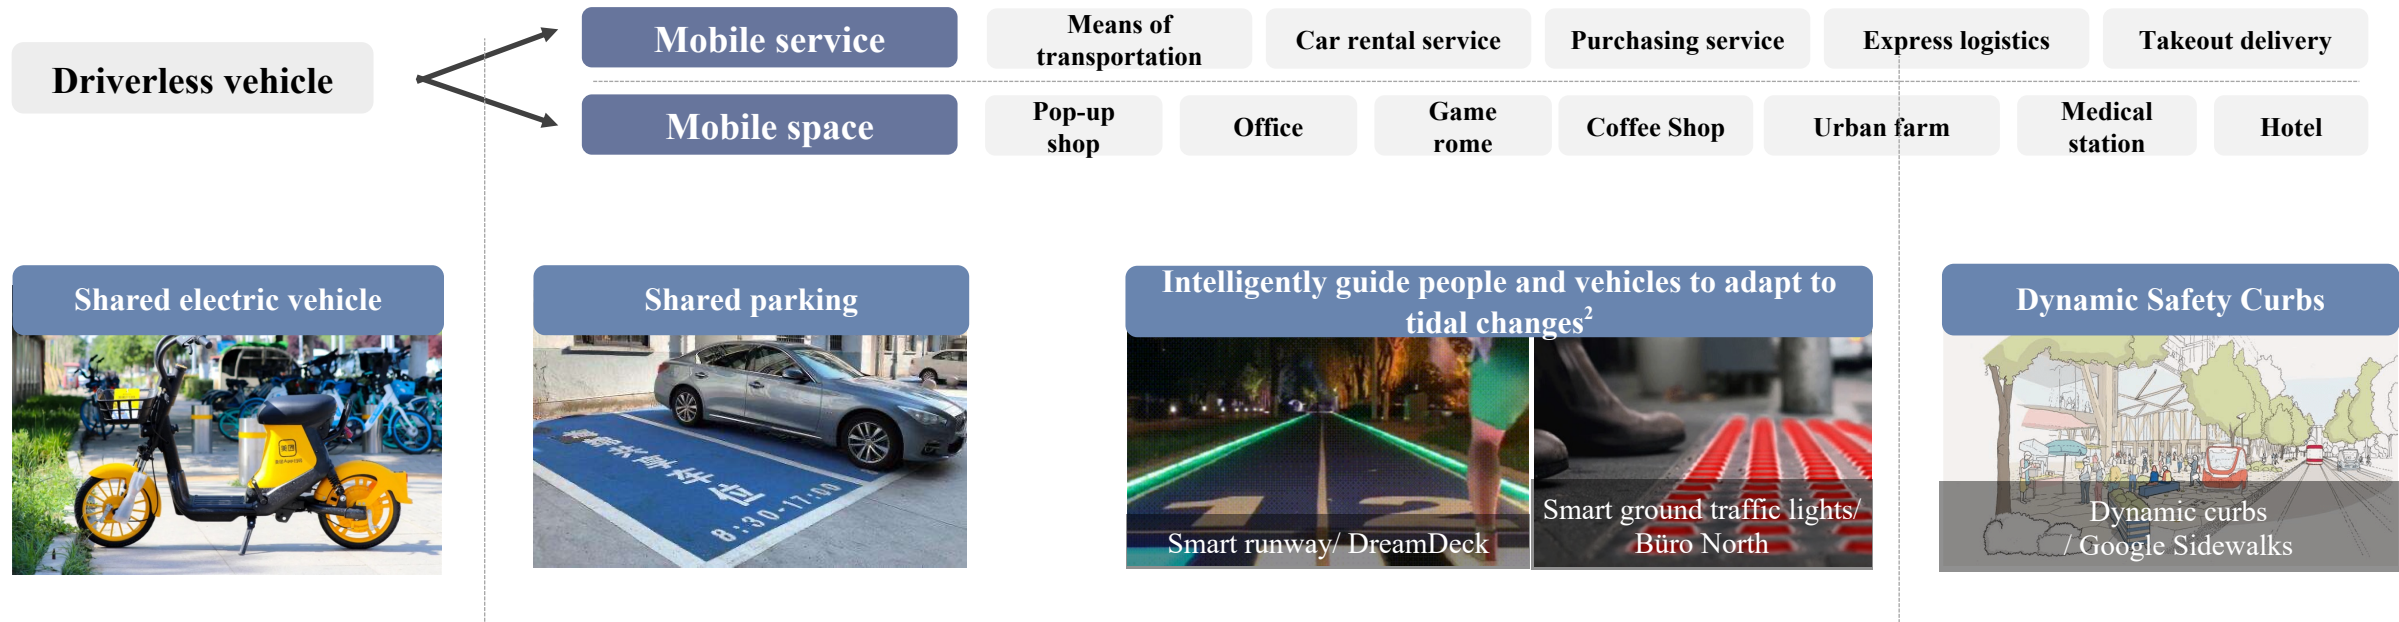 Driverless vehicle
Mobile service
Means of
transportation
Car rental service
Purchasing service
Express logistics
Takeout delivery
Mobile space
Pop-up
shop
Office
Game
rome
Coffee Shop
Urban farm
Medical
station
Hotel
Shared electric vehicle
Shared parking
8:30-17:00
Intelligently guide people and vehicles to adapt to
tidal changes²
1 2
Smart runway/ DreamDeck
Smart ground traffic lights/
Büro North
Dynamic Safety Curbs
Dynamic curbs
/ Google Sidewalks